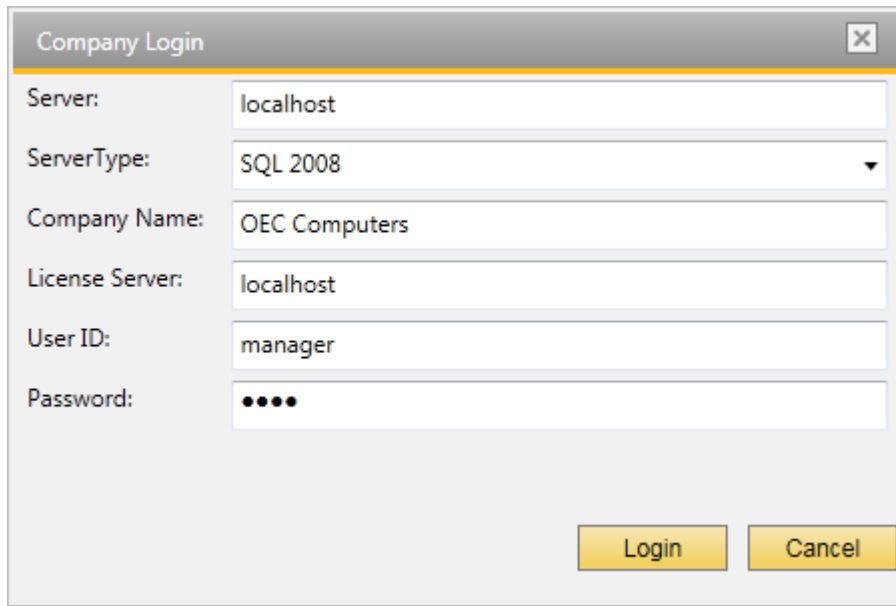 Company Login
Server: localhost
ServerType: SQL 2008
Company Name: OEC Computers
License Server: localhost
User ID: manager
Password: ••••
Login Cancel